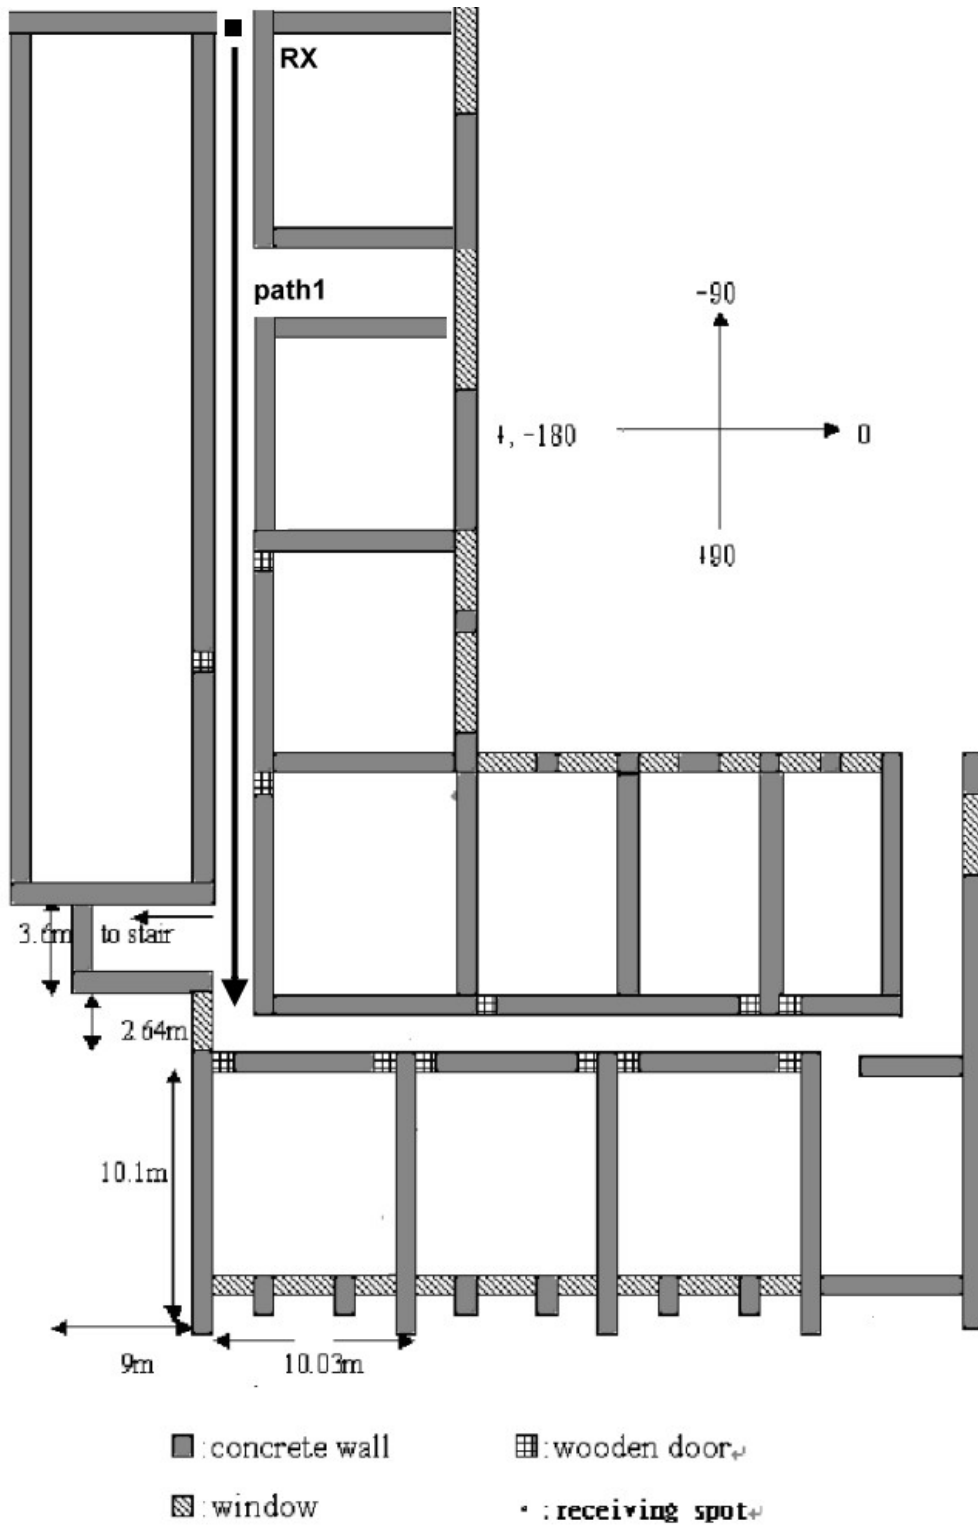 RX
path1
-90
, -180
0
90
3.6m
to stair
2.64m
10.1m
9m
10.03m
:concrete wall
:wooden door↵
:window
:receiving spot↵